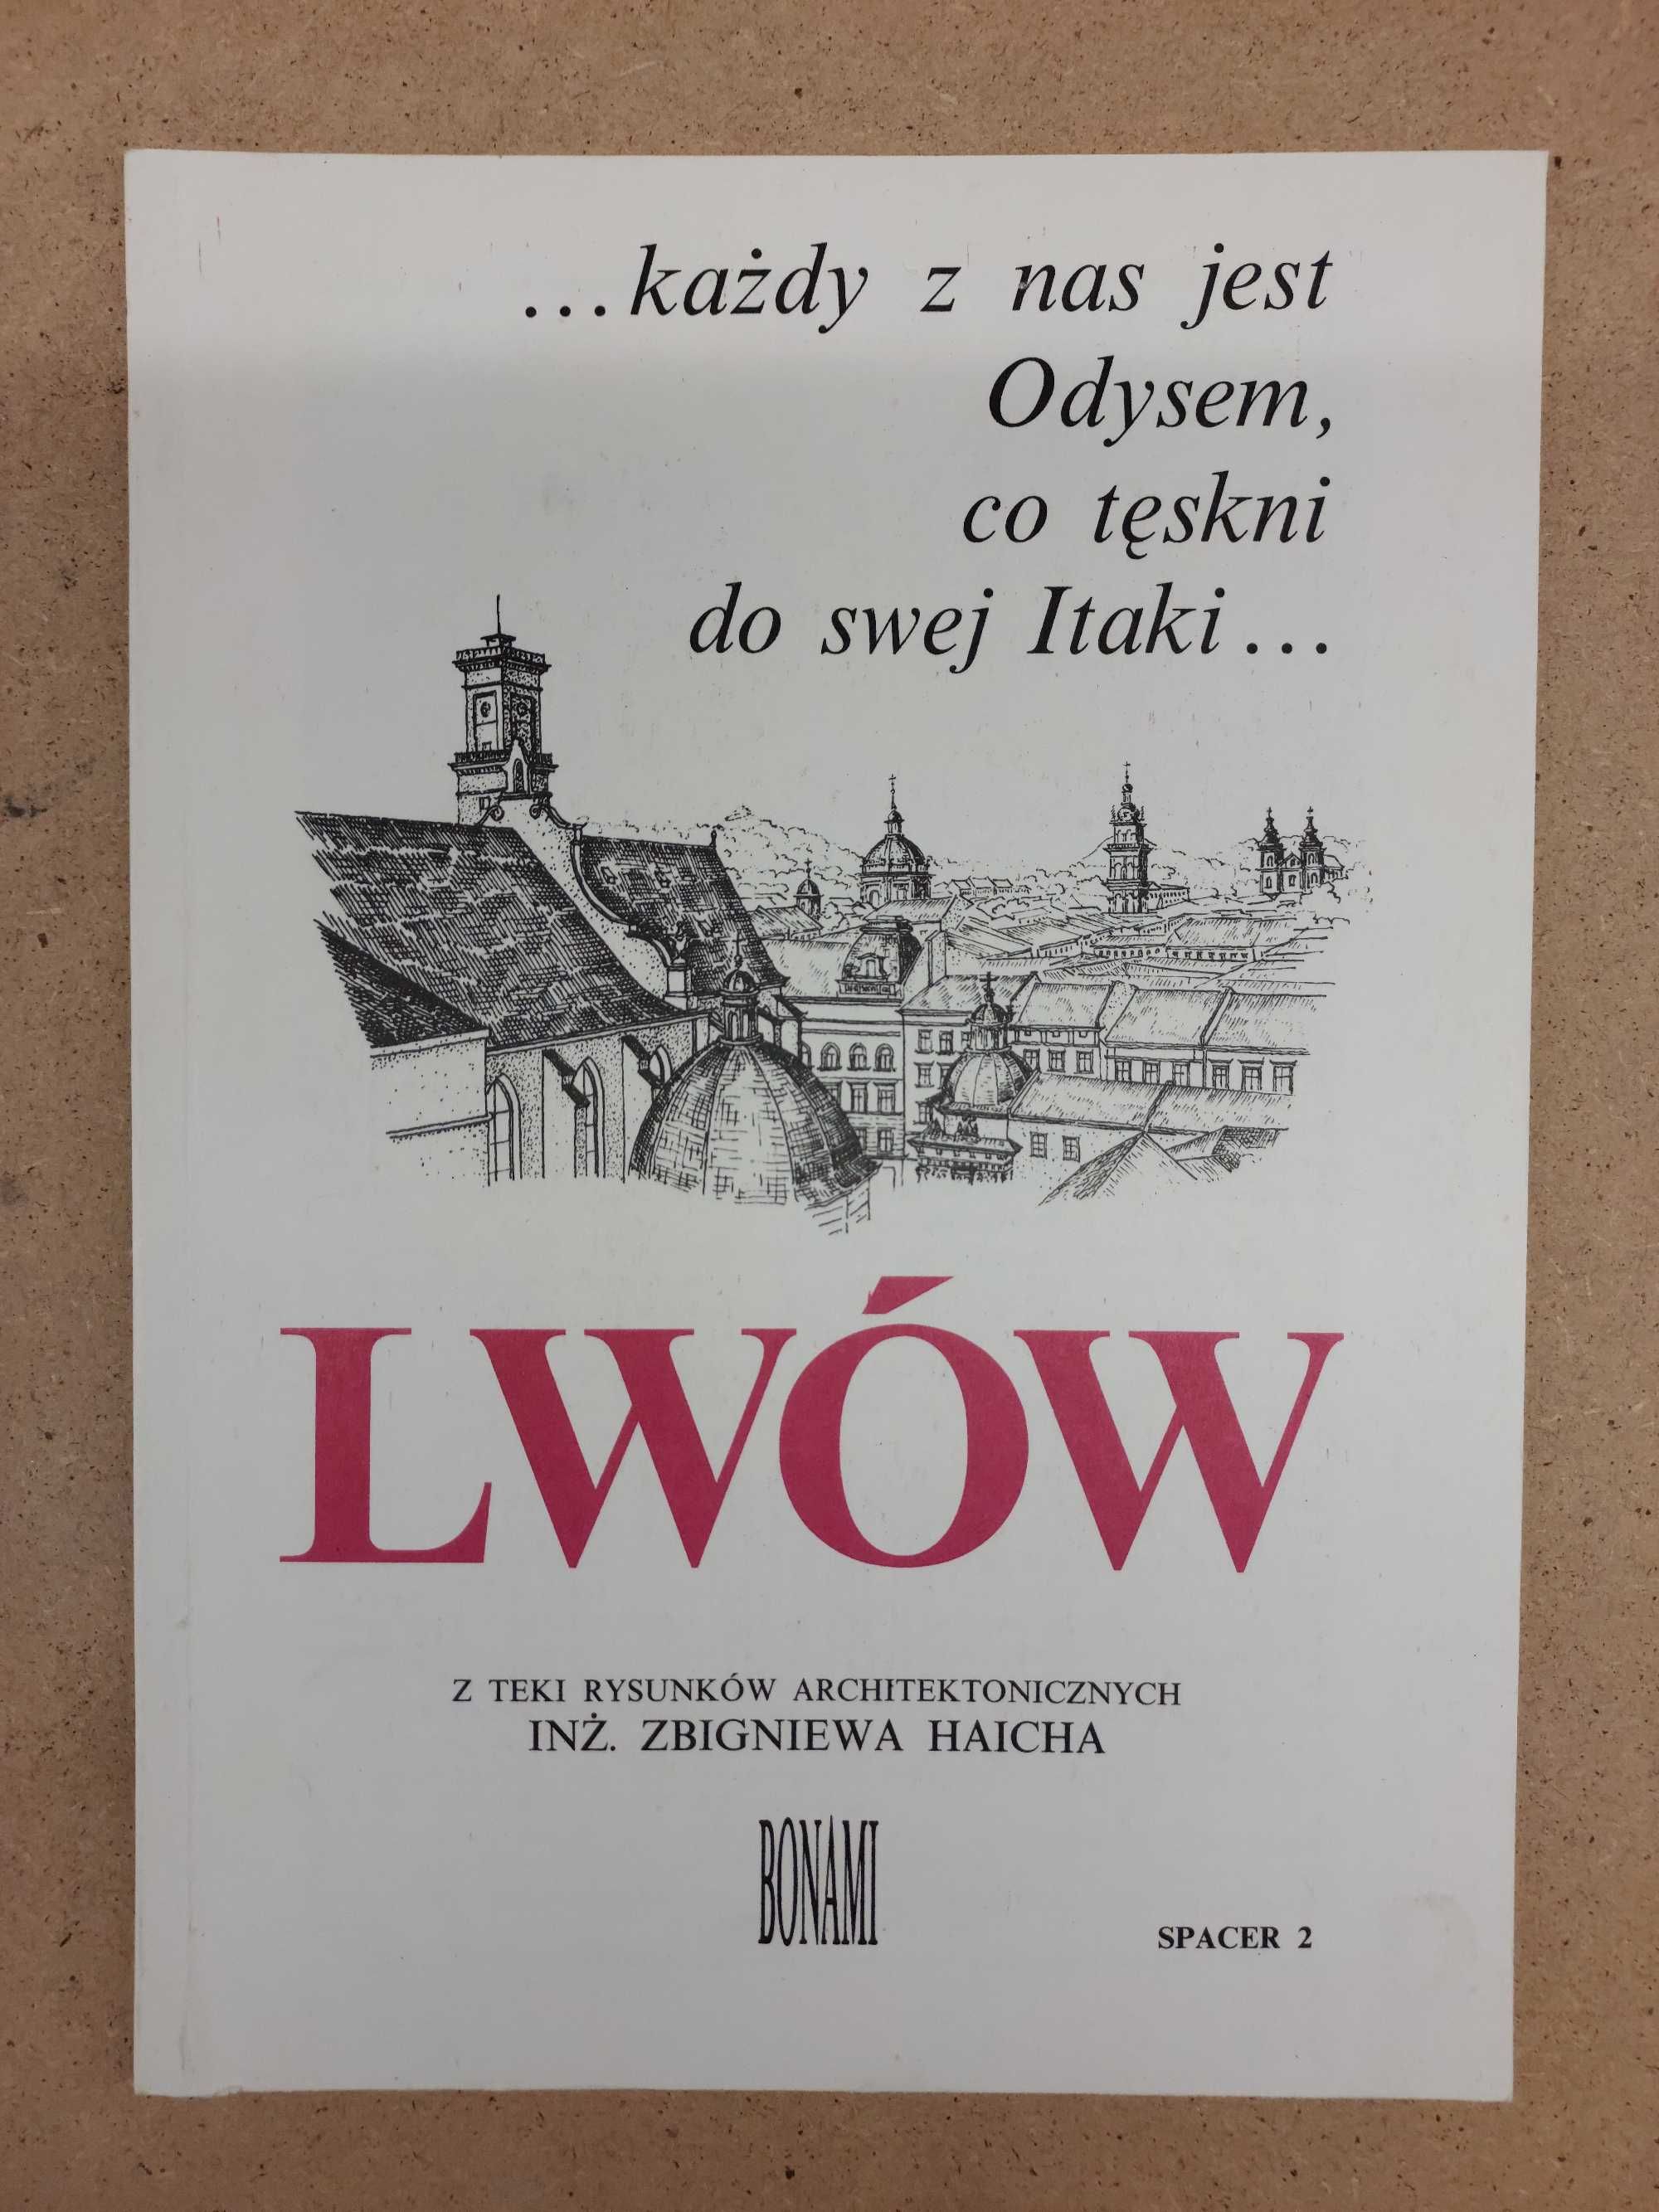 ...każdy z nas jest
Odysem,
co tęskni
do swej Itaki...
LWÓW
Z TEKI RYSUNKÓW ARCHITEKTONICZNYCH
INŻ. ZBIGNIEWA HAICHA
BONAMI
SPACER 2